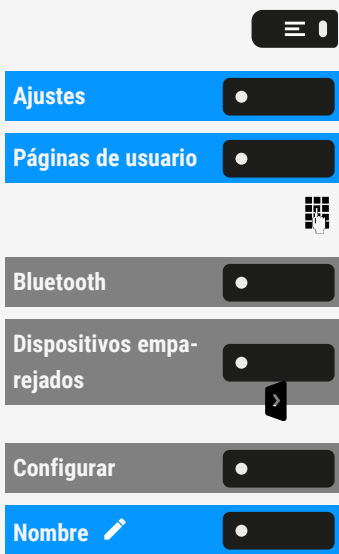 Ajustes
Páginas de usuario
Bluetooth
Dispositivos empa-
rejados
Configurar
Nombre